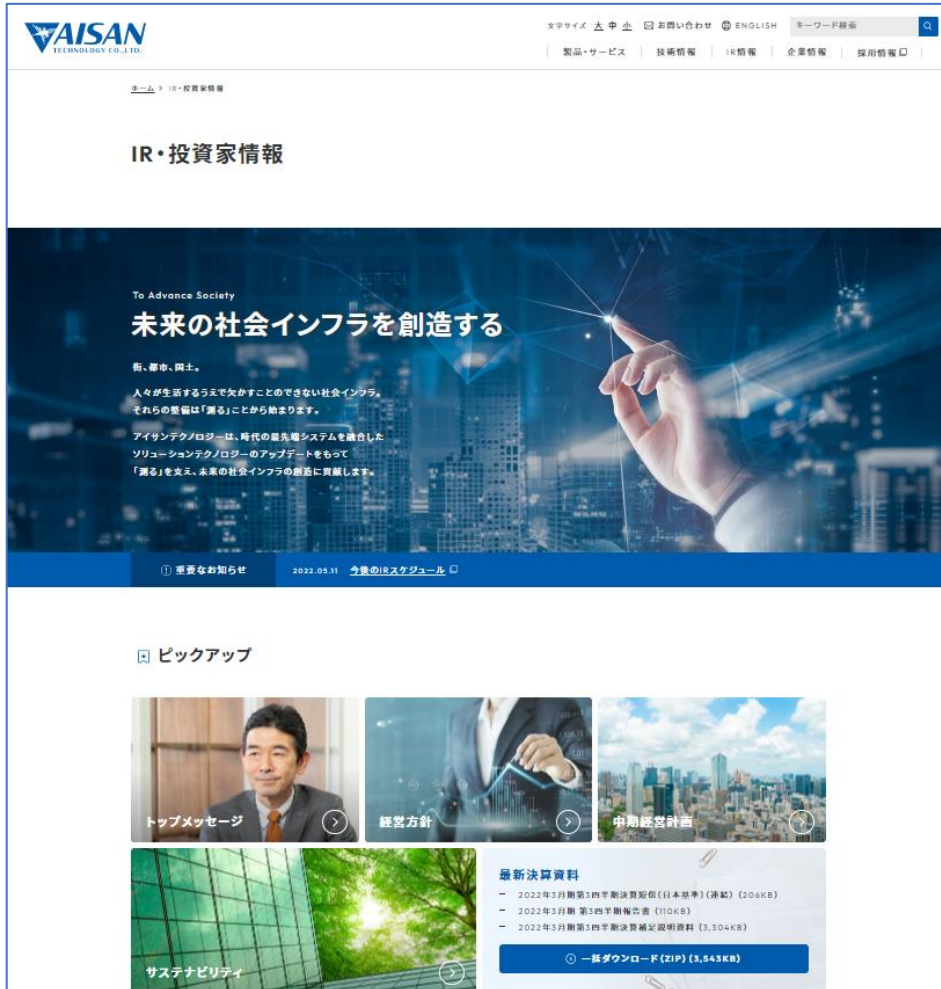 AISAN
TECHNOLOGY CO.,LTD.
文字サイズ 大 中 小 お問い合わせ ENGLISH キーワード検索
製品・サービス 技術情報 IR情報 企業情報 採用情報
ホーム > IR・投資家情報
IR・投資家情報
To Advance Society
未来の社会インフラを創造する
街、都市、国土。
人々が生活するうえで欠かすことのできない社会インフラ。
それらの整備は「測る」ことから始まります。
アイサンテクノロジーは、時代の最先端システムを融合した
ソリューションテクノロジーのアップデートをもって
「測る」を支え、未来の社会インフラの創造に貢献します。
重要なお知らせ 2022.05.11 今後のIRスケジュール
ピックアップ
トップメッセージ
経営方針
中期経営計画
サステナビリティ
最新決算資料
- 2022年3月期第3四半期決算短信〔日本基準〕(連結) (206KB)
- 2022年3月期 第3四半期報告書 (110KB)
- 2022年3月期第3四半期決算補足説明資料 (3,304KB)
一括ダウンロード(ZIP) (3,543KB)